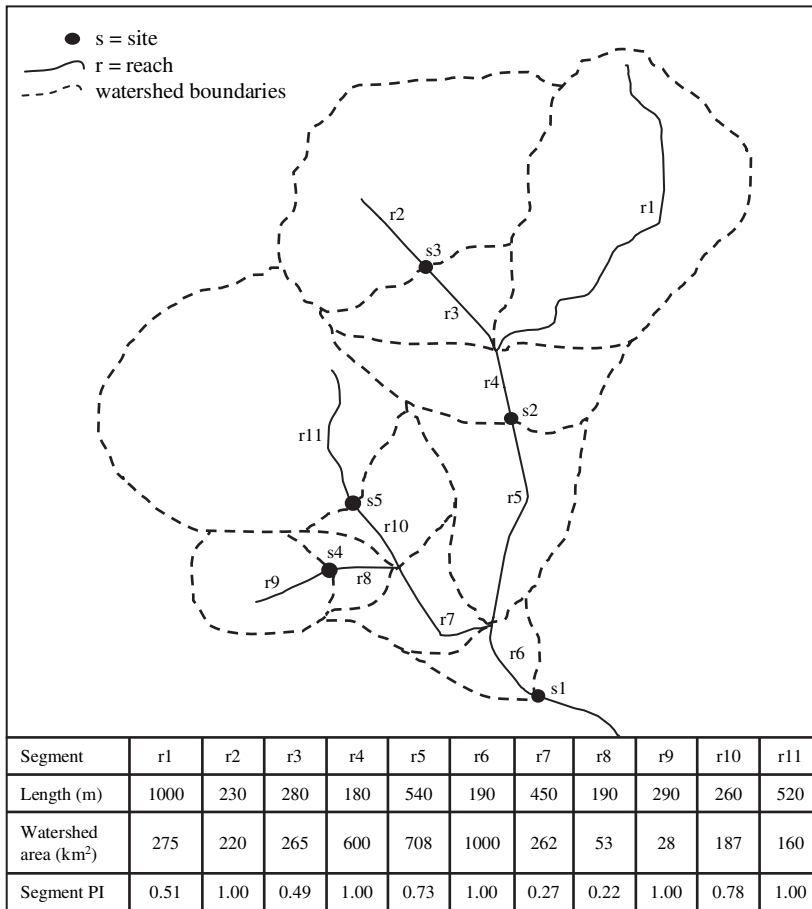 s = site
r = reach
watershed boundaries
r1
r2
s3
r3
r4
s2
r11
r5
s5
r10
s4
r9
r8
r7
r6
s1
Segment r1 r2 r3 r4 r5 r6 r7 r8 r9 r10 r11
Length (m) 1000 230 280 180 540 190 450 190 290 260 520
Watershed
area (km²) 275 220 265 600 708 1000 262 53 28 187 160
Segment PI 0.51 1.00 0.49 1.00 0.73 1.00 0.27 0.22 1.00 0.78 1.00